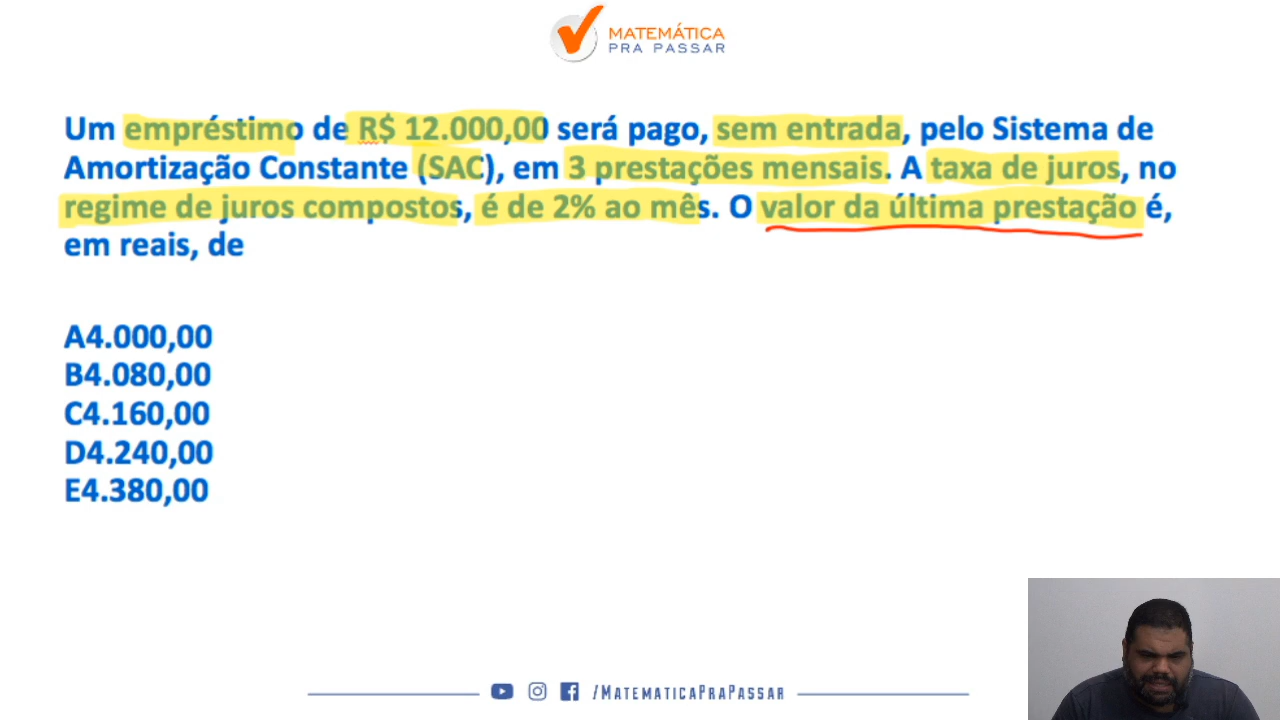 MATEMÁTICA
PRA PASSAR
Um empréstimo de R$ 12.000,00 será pago, sem entrada, pelo Sistema de
Amortização Constante (SAC), em 3 prestações mensais. A taxa de juros, no
regime de juros compostos, é de 2% ao mês. O valor da última prestação é,
em reais, de
A4.000,00
B4.080,00
C4.160,00
D4.240,00
E4.380,00
/MATEMATICAPRAPASSAR